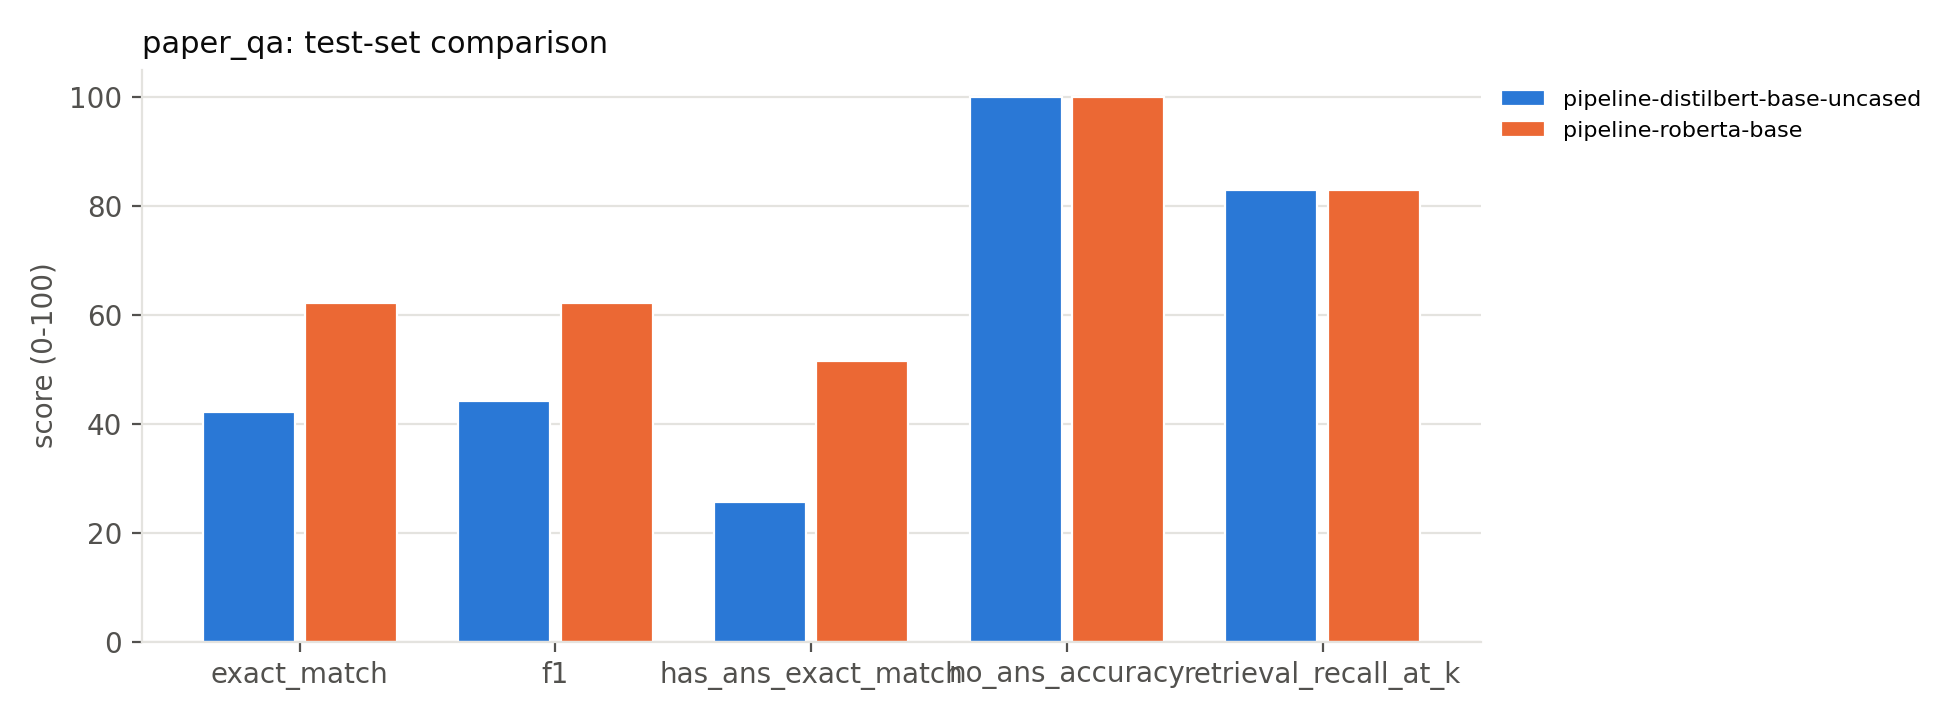 paper_qa: test-set comparison
pipeline-distilbert-base-uncased
pipeline-roberta-base
score (0-100)
100
80
60
40
20
0
exact_match
f1
has_ans_exact_match
no_ans_accuracy
retrieval_recall_at_k